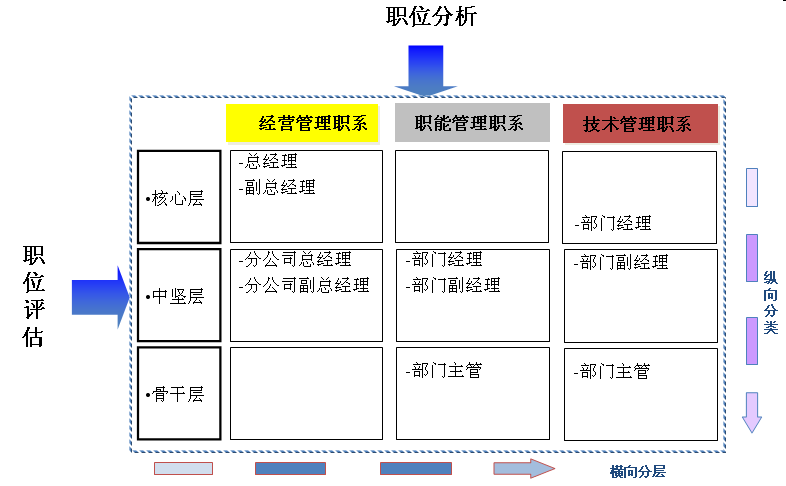 职位分析
经营管理职系
职能管理职系
技术管理职系
•核心层
-总经理
-副总经理
-部门经理
职位评估
•中坚层
-分公司总经理
-分公司副总经理
-部门经理
-部门副经理
-部门副经理
•骨干层
-部门主管
-部门主管
纵向分类
横向分层